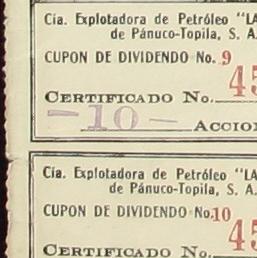 Cía. Explotadora de Petróleo "LA
de Pánuco-Topila, S. A.
CUPON DE DIVIDENDO No. 9
CERTIFICADO No. 45
—10— ACCION
Cía. Explotadora de Petróleo "LA
de Pánuco-Topila, S. A.
CUPON DE DIVIDENDO No. 10
CERTIFICADO No. 45